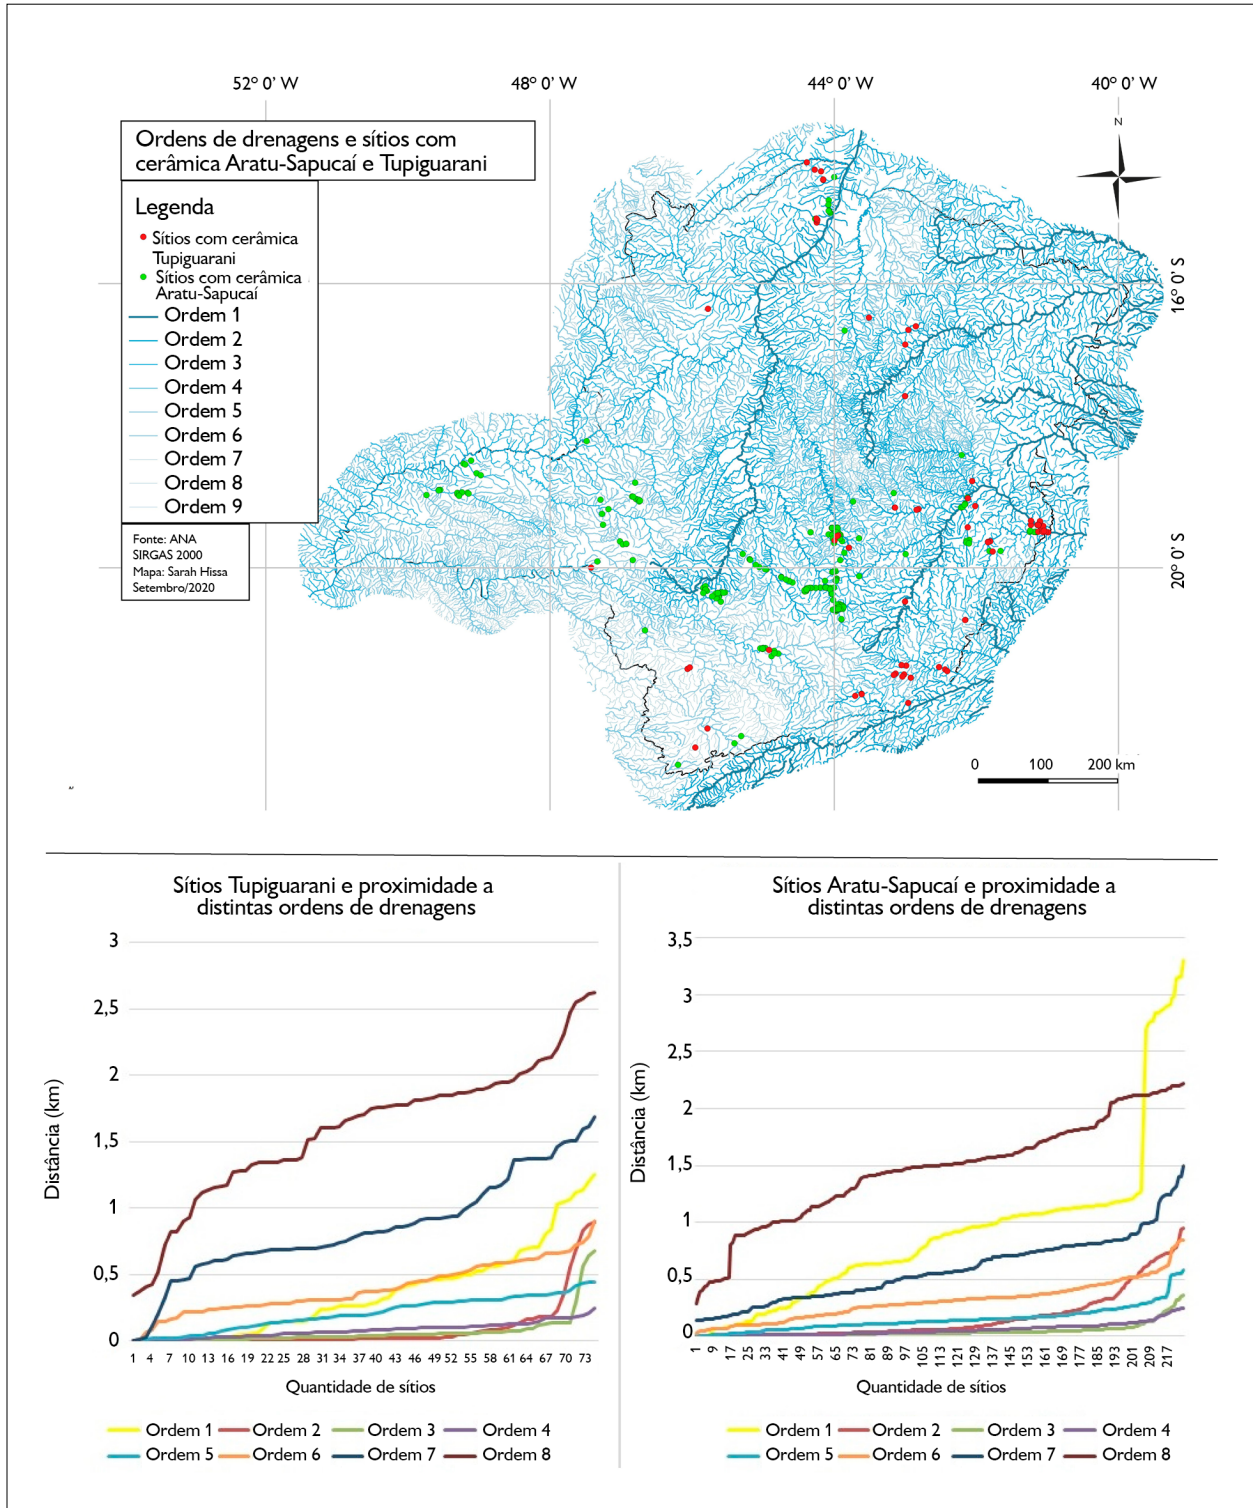 52° 0' W
48° 0' W
44° 0' W
40° 0' W
N
Ordens de drenagens e sítios com
cerâmica Aratu-Sapucaí e Tupiguarani
Legenda
Sítios com cerâmica
Tupiguarani
Sítios com cerâmica
Aratu-Sapucaí
Ordem 1
Ordem 2
Ordem 3
Ordem 4
Ordem 5
Ordem 6
Ordem 7
Ordem 8
Ordem 9
Fonte: ANA
SIRGAS 2000
Mapa: Sarah Hissa
Setembro/2020
16° 0' S
20° 0' S
0 100 200 km
Sítios Tupiguarani e proximidade a
distintas ordens de drenagens
3
2,5
2
1,5
1
0,5
0
Distância (km)
1 4 7 10 13 16 19 22 25 28 31 34 37 40 43 46 49 52 55 58 61 64 67 70 73
Quantidade de sítios
Ordem 1 Ordem 2 Ordem 3 Ordem 4
Ordem 5 Ordem 6 Ordem 7 Ordem 8
Sítios Aratu-Sapucaí e proximidade a
distintas ordens de drenagens
3,5
3
2,5
2
1,5
1
0,5
0
Distância (km)
1 9 17 25 33 41 49 57 65 73 81 89 97 105 113 121 129 137 145 153 161 169 177 185 193 201 209 217
Quantidade de sítios
Ordem 1 Ordem 2 Ordem 3 Ordem 4
Ordem 5 Ordem 6 Ordem 7 Ordem 8